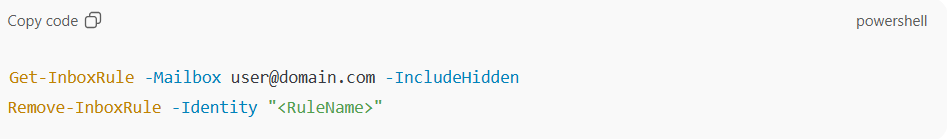 Copy code powershell
Get-InboxRule -Mailbox user@domain.com -IncludeHidden
Remove-InboxRule -Identity "<RuleName>"